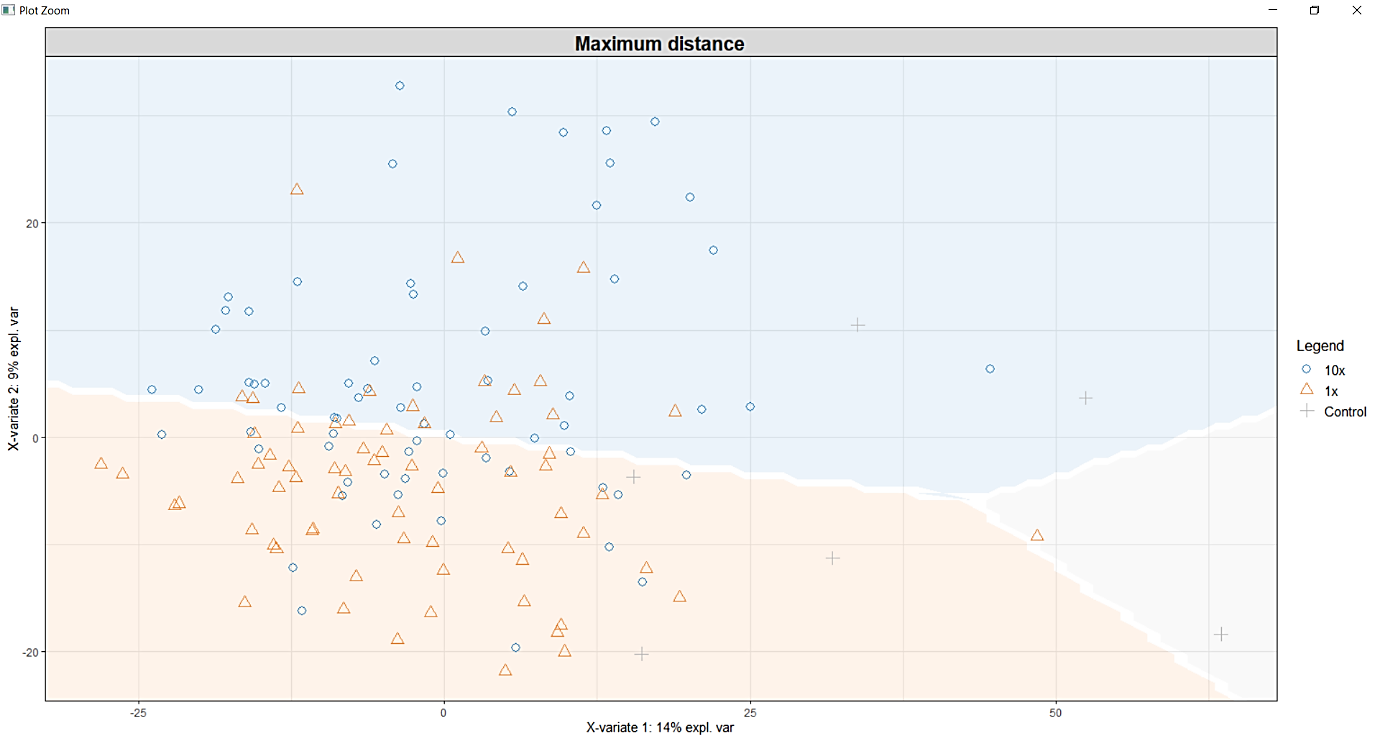 Plot Zoom
Maximum distance
20
0
-20
X-variate 2: 9% expl. var
-25
0
25
50
X-variate 1: 14% expl. var
Legend
10x
1x
Control